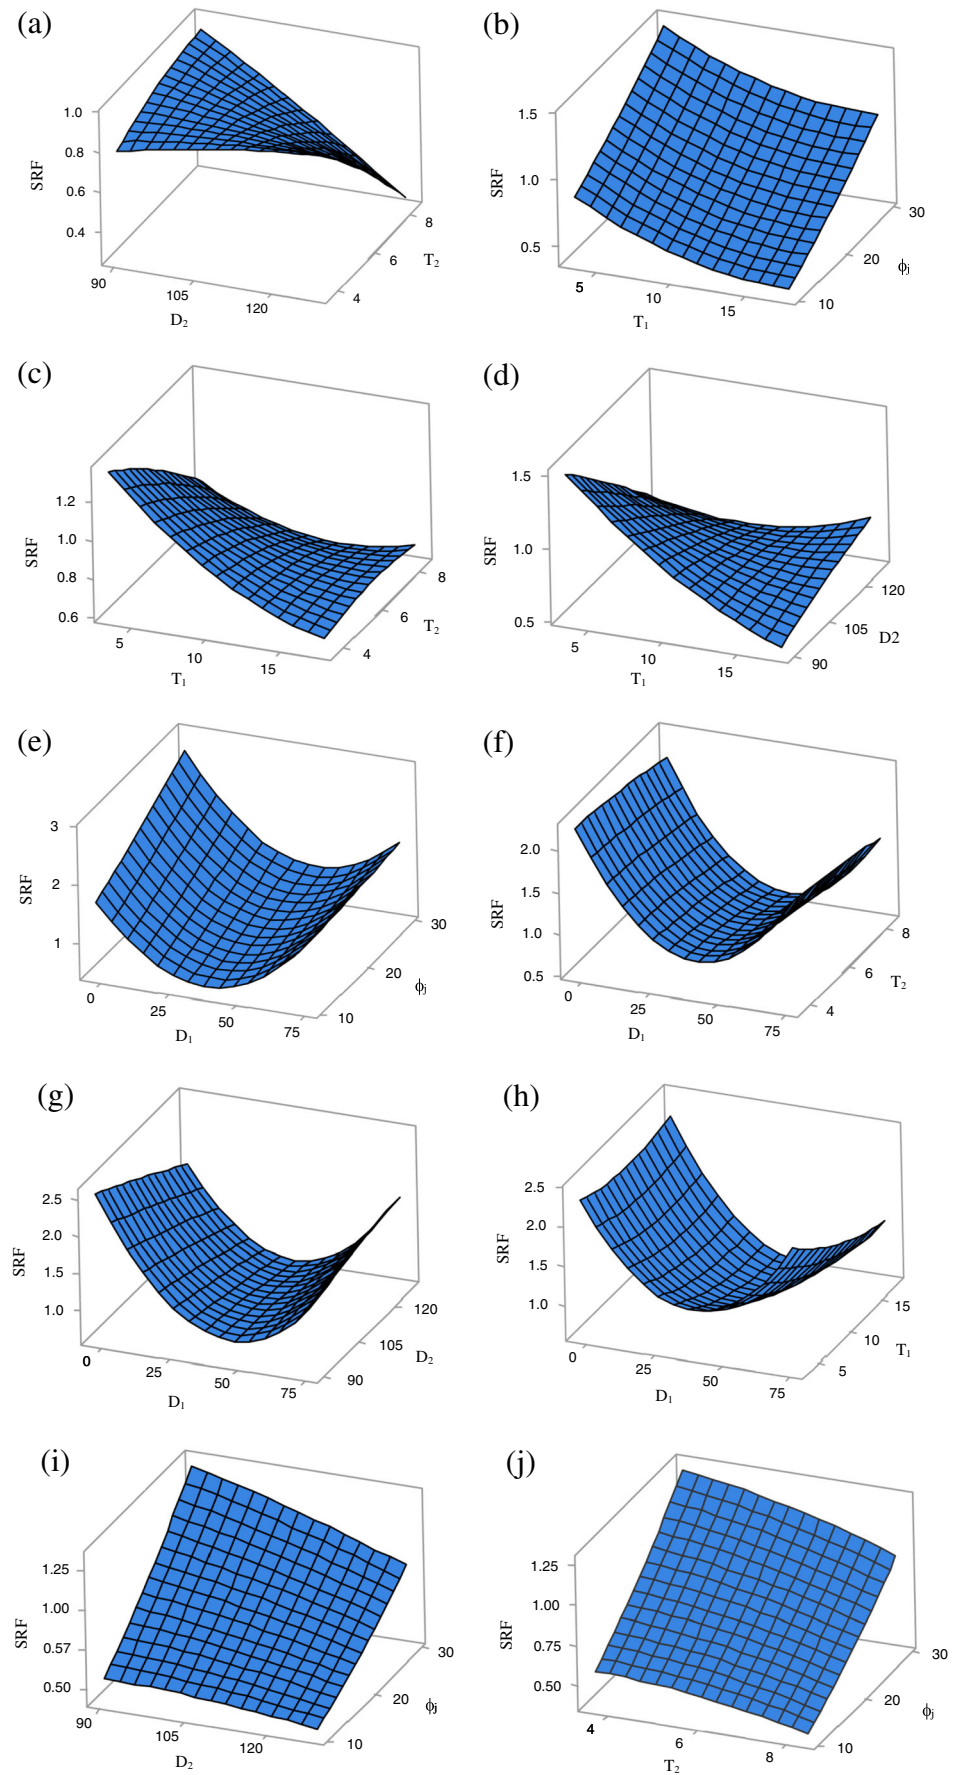 (a)
1.0
0.8
0.6
0.4
SRF
90
105
120
D₂
4
6
8
T₂
(b)
1.5
1.0
0.5
SRF
5
10
15
T₁
10
20
30
ϕⱼ
(c)
1.2
1.0
0.8
0.6
SRF
5
10
15
T₁
4
6
8
T₂
(d)
1.5
1.0
0.5
SRF
5
10
15
T₁
90
105
120
D2
(e)
3
2
1
SRF
0
25
50
75
D₁
10
20
30
ϕⱼ
(f)
2.0
1.5
1.0
0.5
SRF
0
25
50
75
D₁
4
6
8
T₂
(g)
2.5
2.0
1.5
1.0
SRF
0
25
50
75
D₁
90
105
120
D₂
(h)
2.5
2.0
1.5
1.0
SRF
0
25
50
75
D₁
5
10
15
T₁
(i)
1.25
1.00
0.57
0.50
SRF
90
105
120
D₂
10
20
30
ϕⱼ
(j)
1.25
1.00
0.75
0.50
SRF
4
6
8
T₂
10
20
30
ϕⱼ